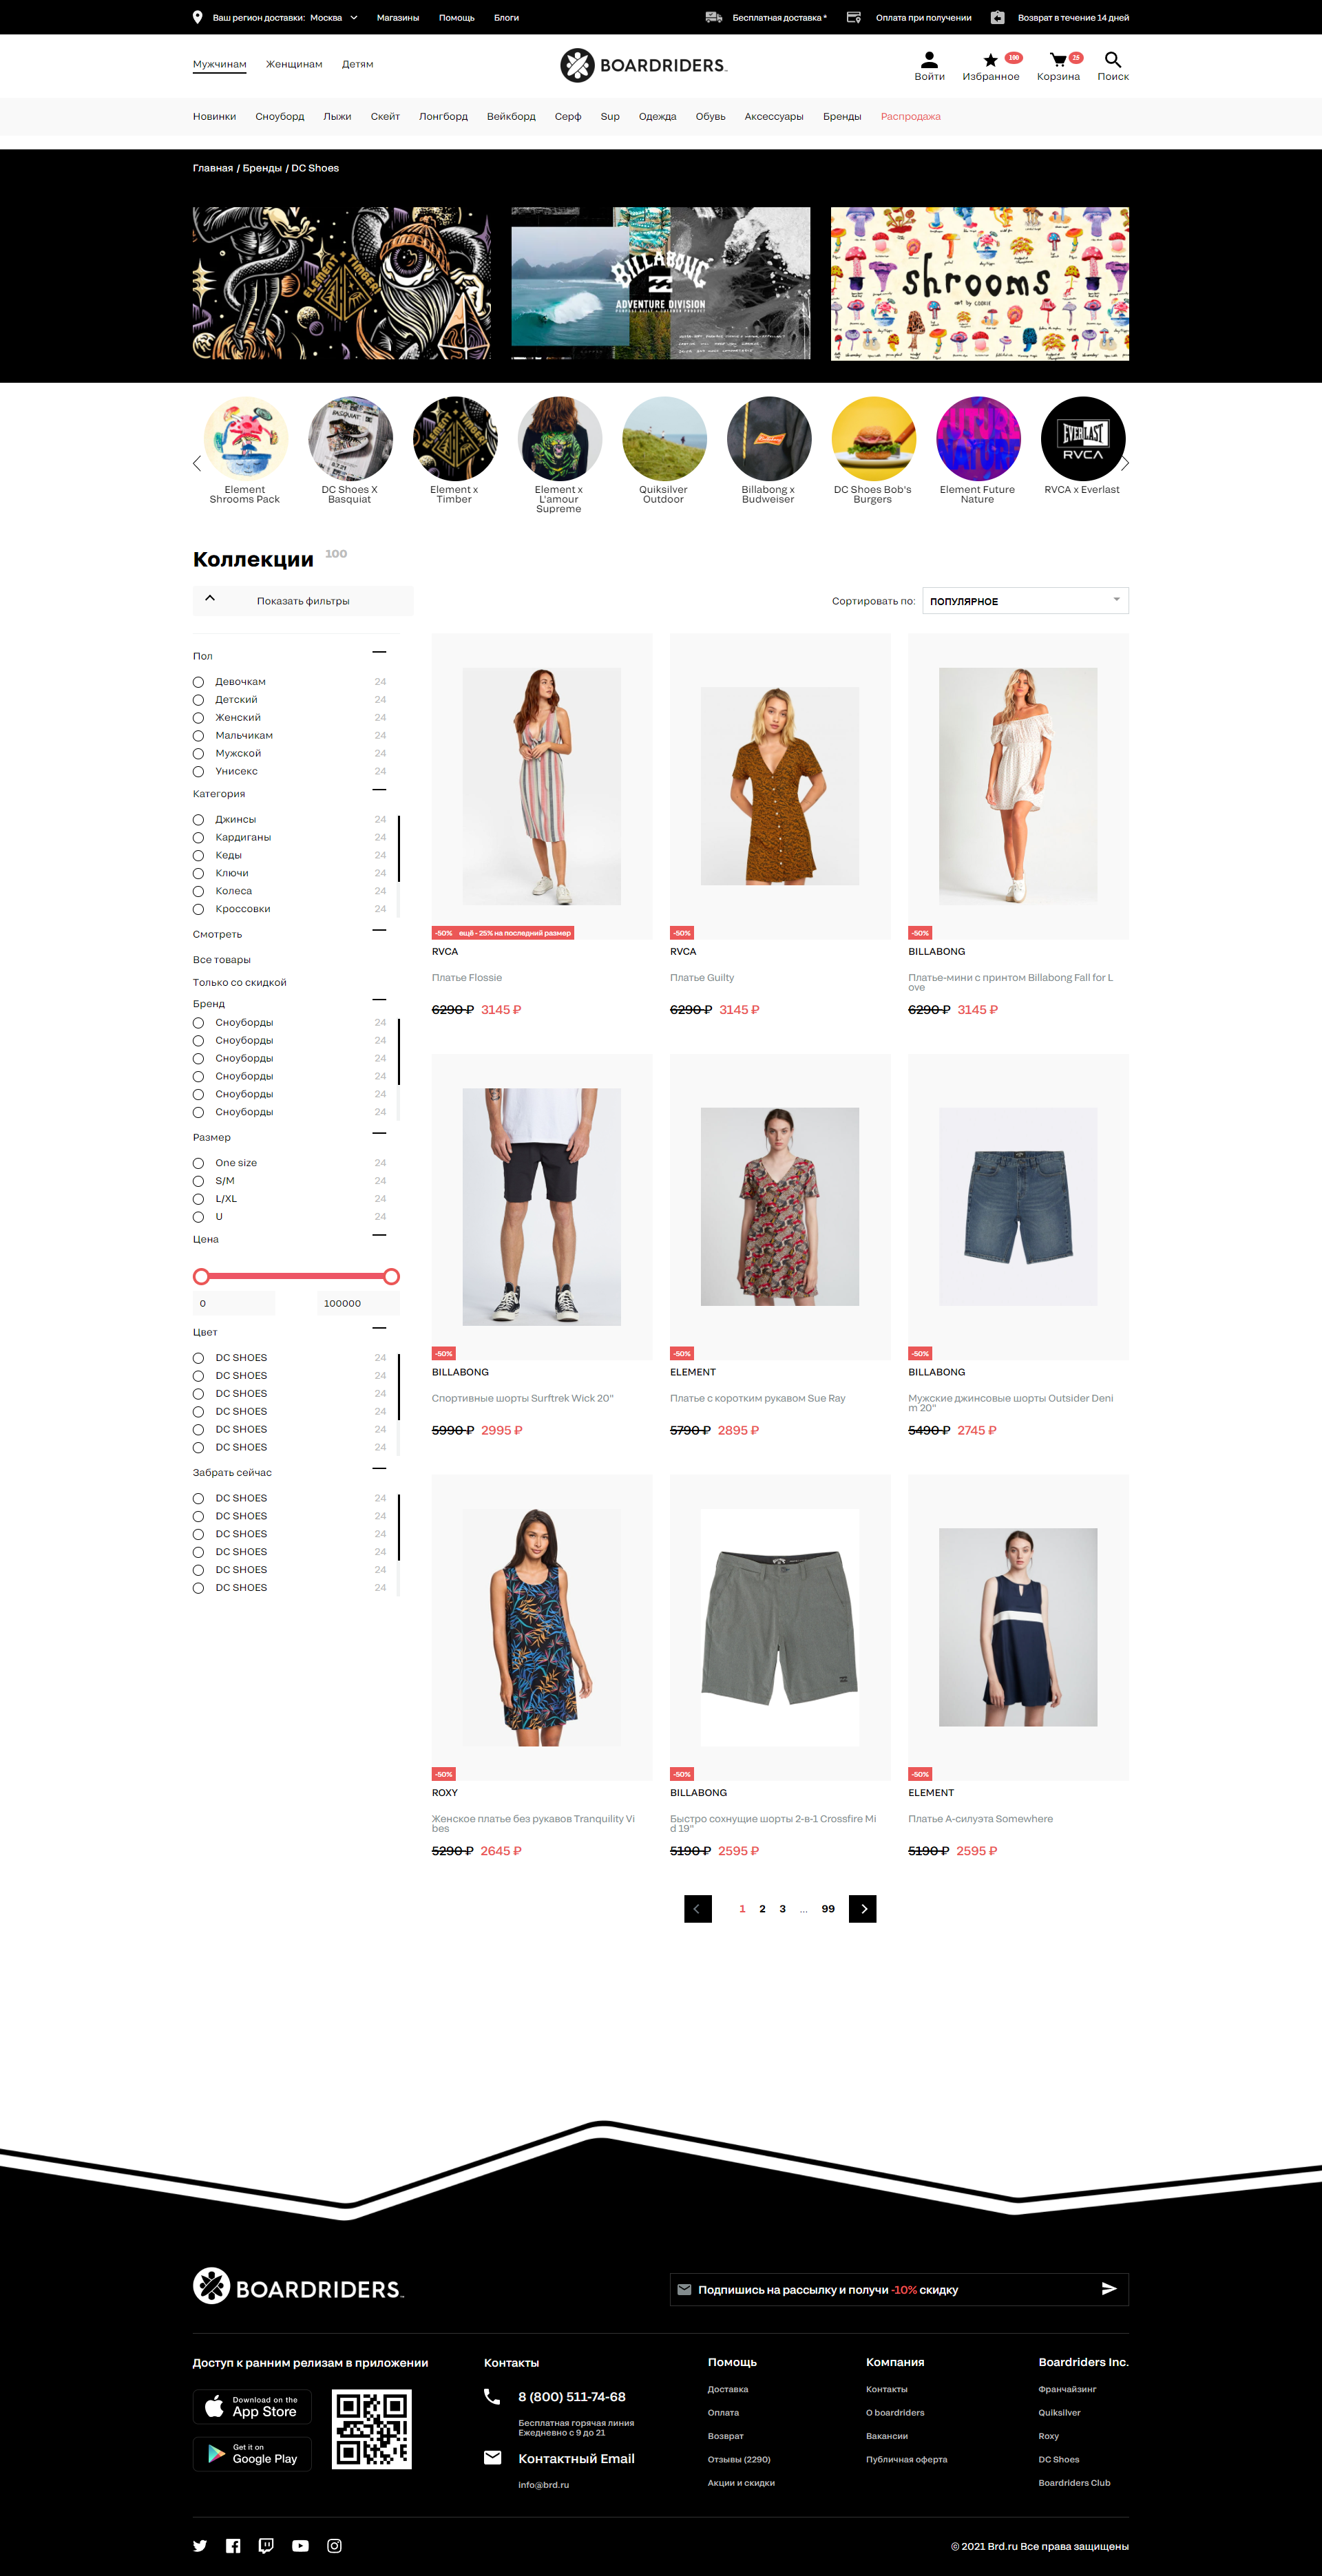 Ваш регион доставки: Москва
Магазины
Помощь
Блоги
Бесплатная доставка *
Оплата при получении
Возврат в течение 14 дней
Мужчинам
Женщинам
Детям
BOARDRIDERS
100
15
Войти
Избранное
Корзина
Поиск
Новинки
Сноуборд
Лыжи
Скейт
Лонгборд
Вейкборд
Серф
Sup
Одежда
Обувь
Аксессуары
Бренды
Распродажа
Главная / Бренды / DC Shoes
ELEMENT TIMBER
BILLABONG
ADVENTURE DIVISION
shrooms
art by COOKIE
BASQUIAT
EVERLAST
RVCA
Element
Shrooms Pack
DC Shoes X
Basquiat
Element x
Timber
Element x
L'amour
Supreme
Quiksilver
Outdoor
Billabong x
Budweiser
DC Shoes Bob's
Burgers
Element Future
Nature
RVCA x Everlast
Коллекции 100
Показать фильтры
Сортировать по:
ПОПУЛЯРНОЕ
Пол
Девочкам 24
Детский 24
Женский 24
Мальчикам 24
Мужской 24
Унисекс 24
Категория
Джинсы 24
Кардиганы 24
Кеды 24
Ключи 24
Колеса 24
Кроссовки 24
Смотреть
Все товары
Только со скидкой
Бренд
Сноуборды 24
Сноуборды 24
Сноуборды 24
Сноуборды 24
Сноуборды 24
Сноуборды 24
Размер
One size 24
S/M 24
L/XL 24
U 24
Цена
0
100000
Цвет
DC SHOES 24
DC SHOES 24
DC SHOES 24
DC SHOES 24
DC SHOES 24
DC SHOES 24
Забрать сейчас
DC SHOES 24
DC SHOES 24
DC SHOES 24
DC SHOES 24
DC SHOES 24
DC SHOES 24
-50% ещё - 25% на последний размер
RVCA
Платье Flossie
6290 ₽ 3145 ₽
-50%
RVCA
Платье Guilty
6290 ₽ 3145 ₽
-50%
BILLABONG
Платье-мини с принтом Billabong Fall for L
ove
6290 ₽ 3145 ₽
-50%
BILLABONG
Спортивные шорты Surftrek Wick 20"
5990 ₽ 2995 ₽
-50%
ELEMENT
Платье с коротким рукавом Sue Ray
5790 ₽ 2895 ₽
-50%
BILLABONG
Мужские джинсовые шорты Outsider Deni
m 20"
5490 ₽ 2745 ₽
-50%
ROXY
Женское платье без рукавов Tranquility Vi
bes
5290 ₽ 2645 ₽
-50%
BILLABONG
Быстро сохнущие шорты 2-в-1 Crossfire Mi
d 19"
5190 ₽ 2595 ₽
-50%
ELEMENT
Платье А-силуэта Somewhere
5190 ₽ 2595 ₽
1 2 3 ... 99
BOARDRIDERS
Подпишись на рассылку и получи -10% скидку
Доступ к ранним релизам в приложении
Download on the
App Store
Get it on
Google Play
Контакты
8 (800) 511-74-68
Бесплатная горячая линия
Ежедневно с 9 до 21
Контактный Email
info@brd.ru
Помощь
Доставка
Оплата
Возврат
Отзывы (2290)
Акции и скидки
Компания
Контакты
О boardriders
Вакансии
Публичная оферта
Boardriders Inc.
Франчайзинг
Quiksilver
Roxy
DC Shoes
Boardriders Club
© 2021 Brd.ru Все права защищены